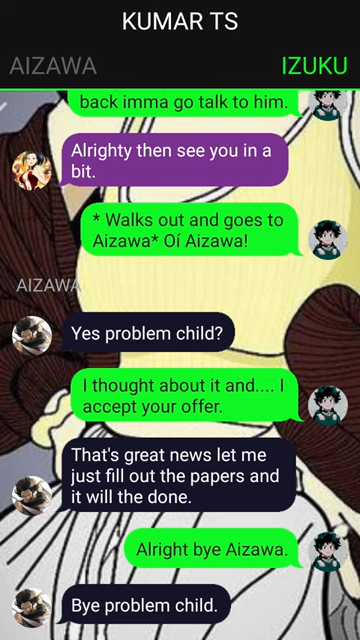 KUMAR TS
AIZAWA
IZUKU
back imma go talk to him.
Alrighty then see you in a
bit.
* Walks out and goes to
Aizawa* Oí Aizawa!
AIZAWA
Yes problem child?
I thought about it and.... I
accept your offer.
That's great news let me
just fill out the papers and
it will the done.
Alright bye Aizawa.
Bye problem child.